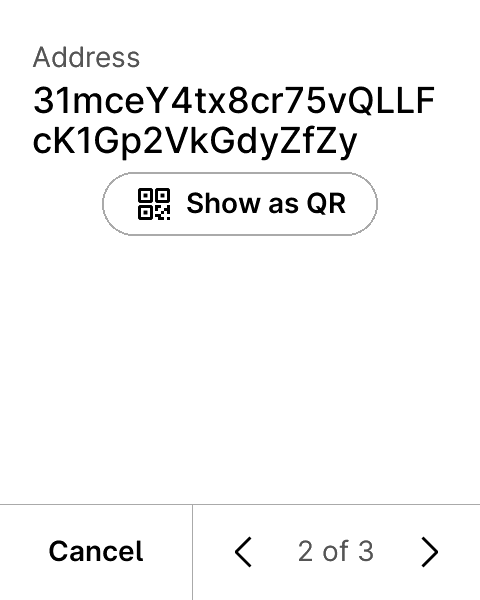 Address
31mceY4tx8cr75vQLLF
cK1Gp2VkGdyZfZy
Show as QR
Cancel
2 of 3